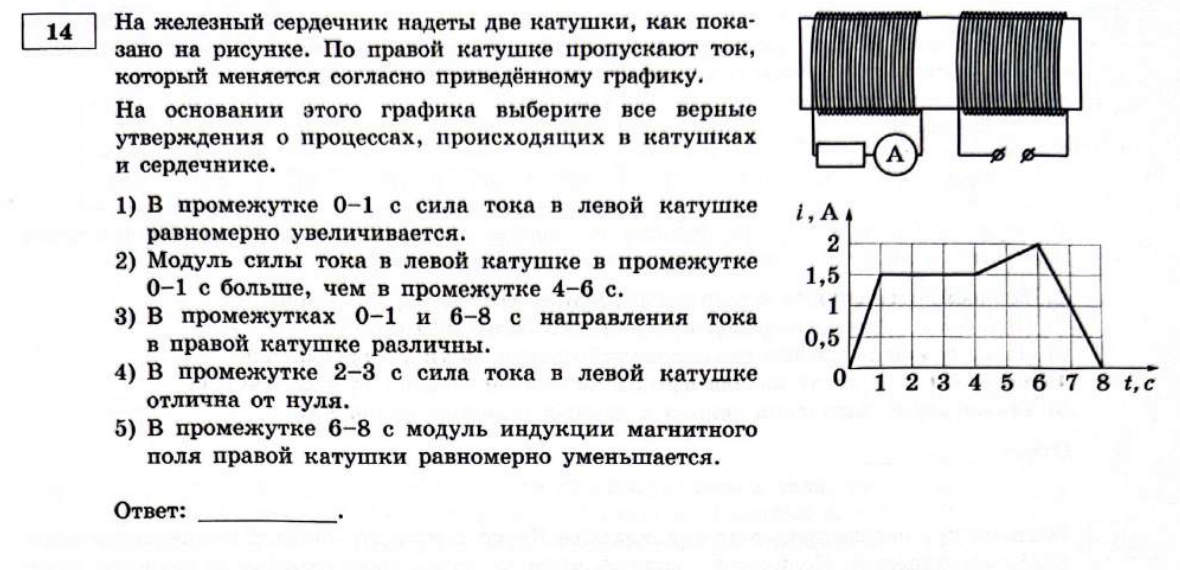 14
На железный сердечник надеты две катушки, как пока-
зано на рисунке. По правой катушке пропускают ток,
который меняется согласно приведённому графику.
На основании этого графика выберите все верные
утверждения о процессах, происходящих в катушках
и сердечнике.
1) В промежутке 0–1 с сила тока в левой катушке
равномерно увеличивается.
2) Модуль силы тока в левой катушке в промежутке
0–1 с больше, чем в промежутке 4–6 с.
3) В промежутках 0–1 и 6–8 с направления тока
в правой катушке различны.
4) В промежутке 2–3 с сила тока в левой катушке
отлична от нуля.
5) В промежутке 6–8 с модуль индукции магнитного
поля правой катушки равномерно уменьшается.
Ответ: ____________.
А
i, А
2
1,5
1
0,5
0 1 2 3 4 5 6 7 8 t, с